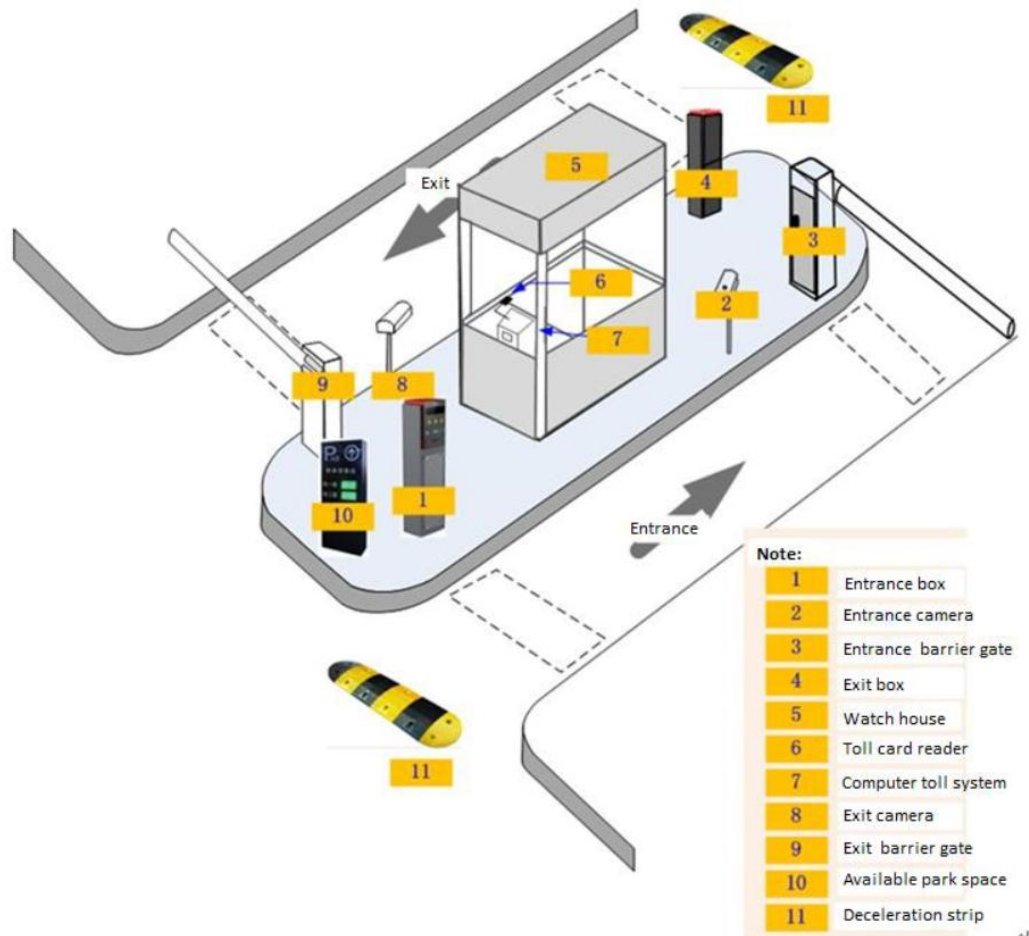 11
5
4
Exit
3
6
2
7
9
8
P
1
10
Entrance
11
Note:
1 Entrance box
2 Entrance camera
3 Entrance barrier gate
4 Exit box
5 Watch house
6 Toll card reader
7 Computer toll system
8 Exit camera
9 Exit barrier gate
10 Available park space
11 Deceleration strip